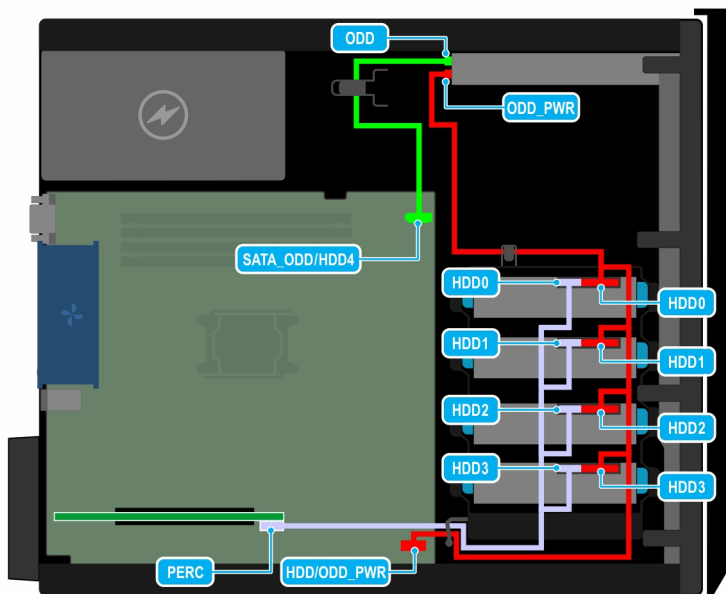 ODD
ODD_PWR
SATA_ODD/HDD4
HDD0
HDD0
HDD1
HDD1
HDD2
HDD2
HDD3
HDD3
PERC
HDD/ODD_PWR